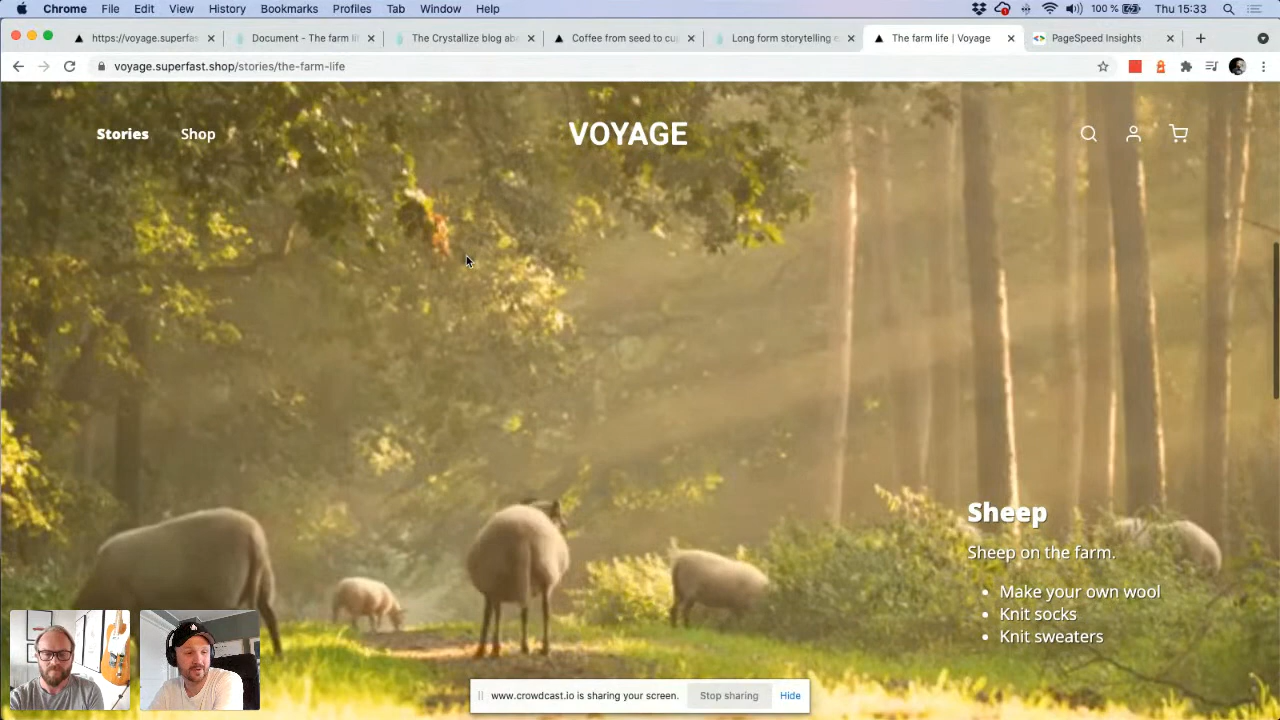 Chrome File Edit View History Bookmarks Profiles Tab Window Help 100 % Thu 15:33
https://voyage.superfas Document - The farm li The Crystallize blog ab Coffee from seed to cu Long form storytelling e The farm life | Voyage PageSpeed Insights
voyage.superfast.shop/stories/the-farm-life
Stories Shop VOYAGE
Sheep
Sheep on the farm.
Make your own wool
Knit socks
Knit sweaters
www.crowdcast.io is sharing your screen. Stop sharing Hide